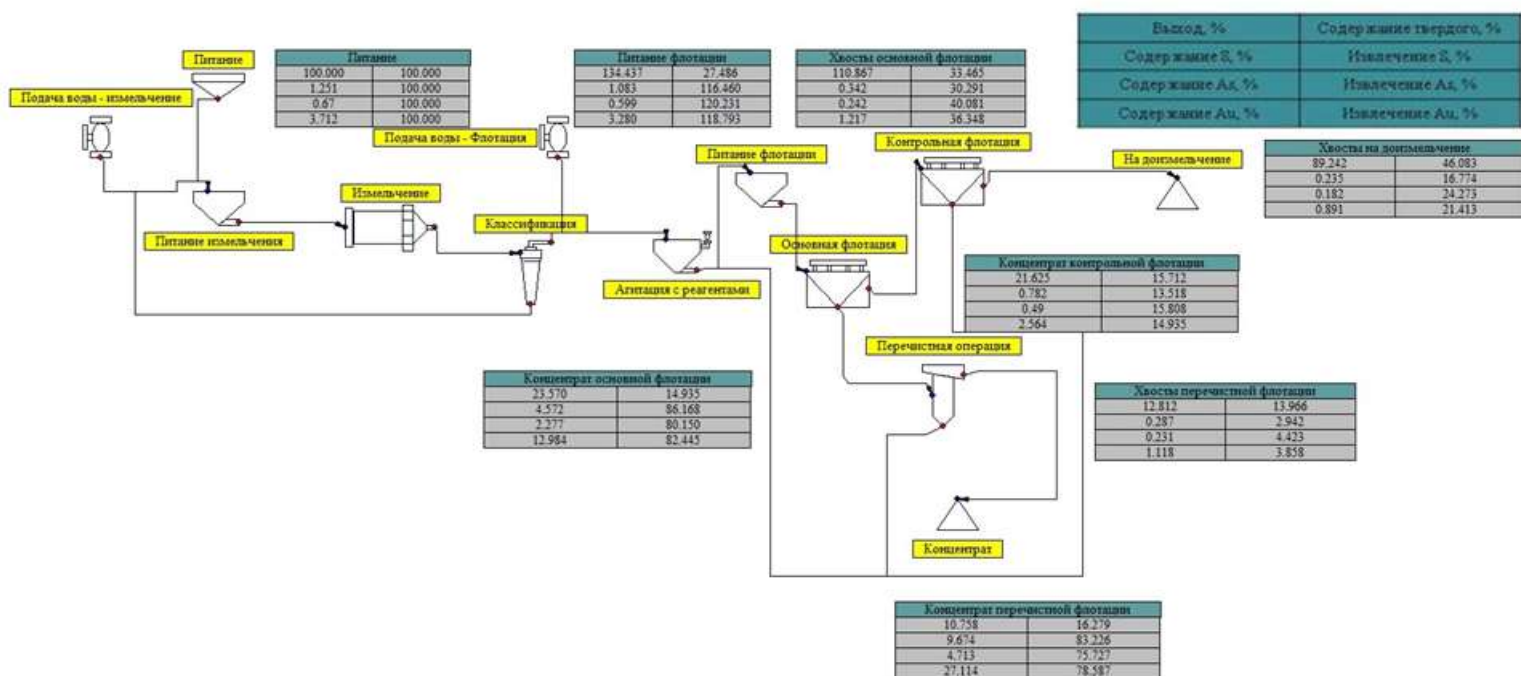 Выход, % Содержание твердого, %
Содержание S, % Извлечение S, %
Содержание As, % Извлечение As, %
Содержание Au, % Извлечение Au, %
Питание
Питание
100.000 100.000
1.251 100.000
0.67 100.000
3.712 100.000
Питание флотации
134.437 27.486
1.083 116.460
0.599 120.231
3.280 118.793
Хвосты основной флотации
110.867 33.465
0.342 30.291
0.242 40.081
1.217 36.348
Подача воды - измельчение
Подача воды - Флотация
Питание флотации
Контрольная флотация
На доизмельчение
Хвосты на доизмельчение
89.242 46.083
0.235 16.774
0.182 24.273
0.891 21.413
Измельчение
Классификация
Питание измельчения
Основная флотация
Агитация с реагентами
Концентрат контрольной флотации
21.625 15.712
0.782 13.518
0.49 15.808
2.564 14.935
Перечистная операция
Концентрат основной флотации
23.570 14.935
4.572 86.168
2.277 80.150
12.984 82.445
Хвосты перечистной флотации
12.812 13.966
0.287 2.942
0.231 4.423
1.118 3.858
Концентрат
Концентрат перечистной флотации
10.758 16.279
9.674 83.226
4.713 75.727
27.114 78.587